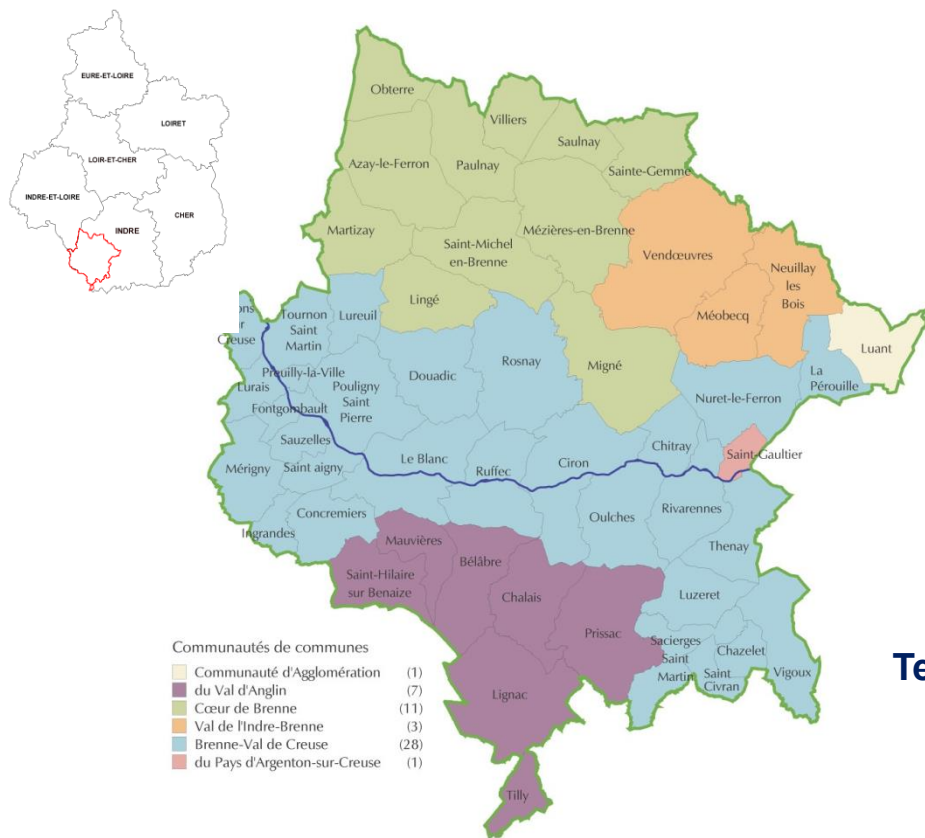 EURE-ET-LOIRE
LOIRET
LOIR-ET-CHER
INDRE-ET-LOIRE
CHER
INDRE
Obterre
Villiers
Saulnay
Azay-le-Ferron
Paulnay
Sainte-Gemme
Martizay
Saint-Michel
en-Brenne
Mézières-en-Brenne
Vendœuvres
Neuillay
les
Bois
Lingé
Méobecq
Tournon
Saint
Martin
Lureuil
Creuse
Luant
Rosnay
Migné
La
Pérouille
Douadic
Preuilly-la-Ville
Lurais
Pouligny
Saint
Pierre
Nuret-le-Ferron
Fontgombault
Sauzelles
Chitray
Saint-Gaultier
Le Blanc
Ciron
Mérigny
Saint aigny
Ruffec
Concremiers
Oulches
Rivarennes
Ingrandes
Mauvières
Thenay
Bélâbre
Saint-Hilaire
sur Benaize
Chalais
Luzeret
Prissac
Sacierges
Saint
Martin
Chazelet
Saint
Civran
Vigoux
Lignac
Tilly
Communautés de communes
Communauté d'Agglomération (1)
du Val d'Anglin (7)
Cœur de Brenne (11)
Val de l'Indre-Brenne (3)
Brenne-Val de Creuse (28)
du Pays d'Argenton-sur-Creuse (1)
Te